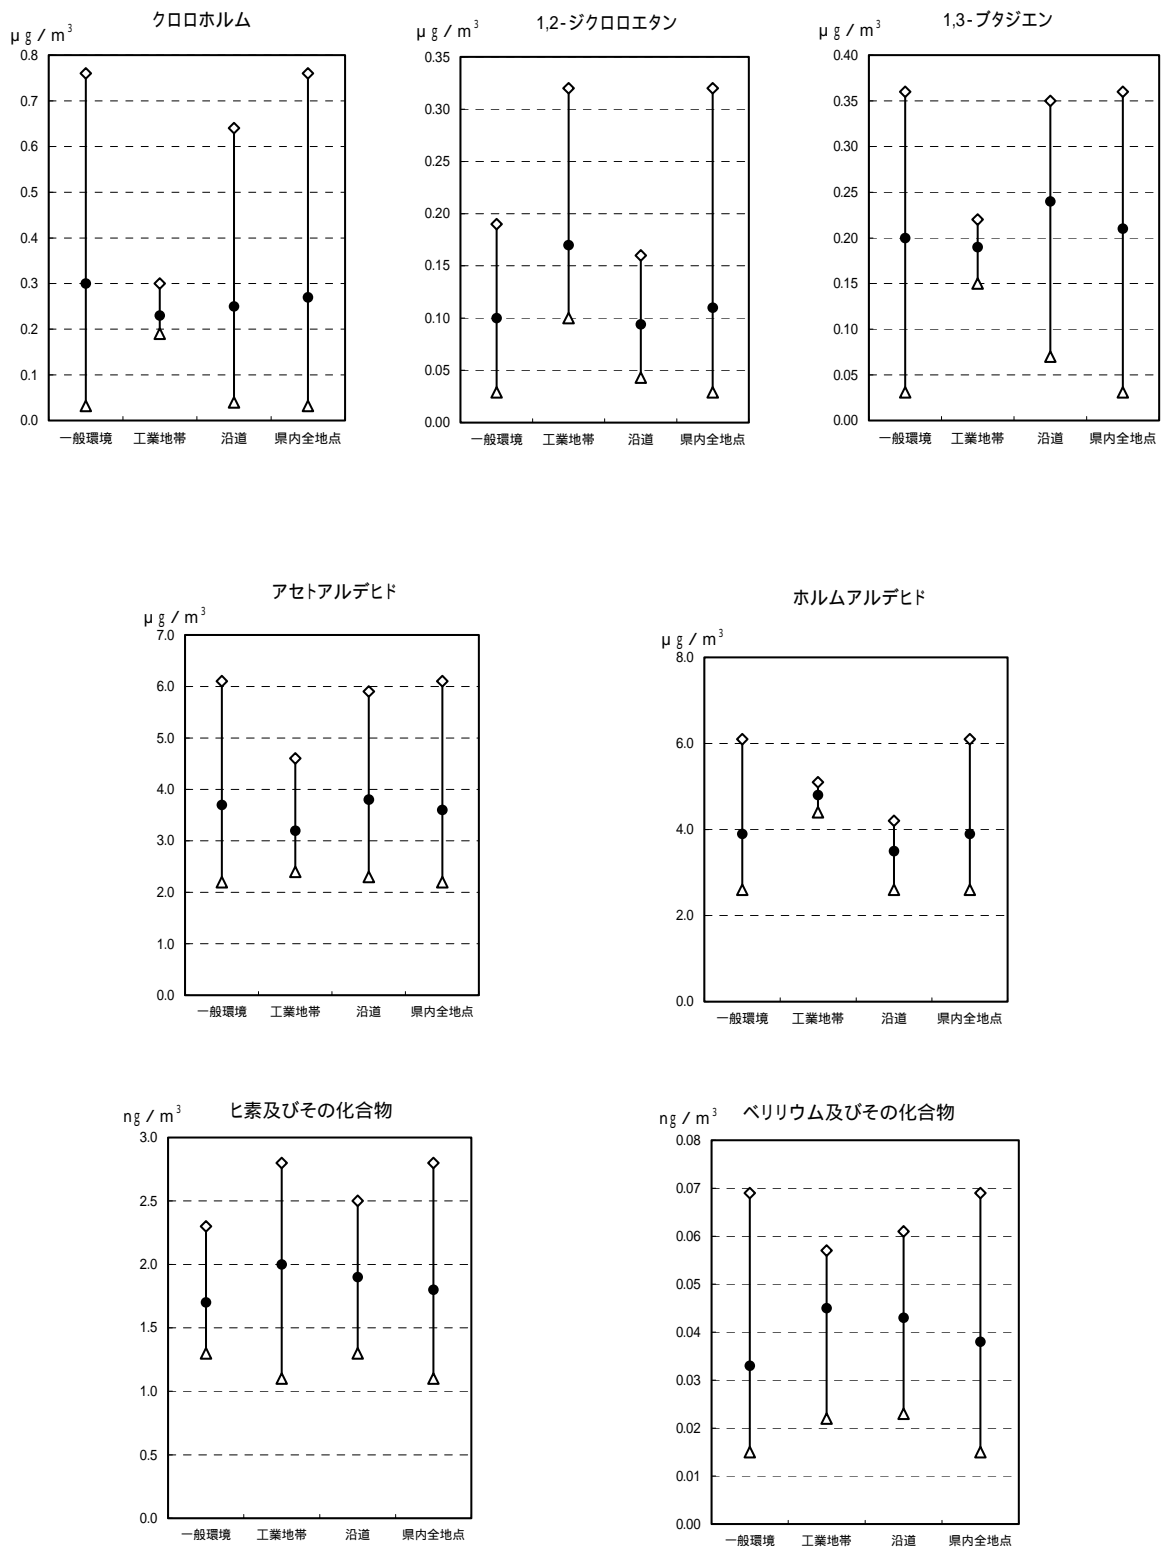 クロロホルム
μg/m³
0.8
0.7
0.6
0.5
0.4
0.3
0.2
0.1
0.0
一般環境 工業地帯 沿道 県内全地点
1,2-ジクロロエタン
μg/m³
0.35
0.30
0.25
0.20
0.15
0.10
0.05
0.00
一般環境 工業地帯 沿道 県内全地点
1,3-ブタジエン
μg/m³
0.40
0.35
0.30
0.25
0.20
0.15
0.10
0.05
0.00
一般環境 工業地帯 沿道 県内全地点
アセトアルデヒド
μg/m³
7.0
6.0
5.0
4.0
3.0
2.0
1.0
0.0
一般環境 工業地帯 沿道 県内全地点
ホルムアルデヒド
μg/m³
8.0
6.0
4.0
2.0
0.0
一般環境 工業地帯 沿道 県内全地点
ヒ素及びその化合物
ng/m³
3.0
2.5
2.0
1.5
1.0
0.5
0.0
一般環境 工業地帯 沿道 県内全地点
ベリリウム及びその化合物
ng/m³
0.08
0.07
0.06
0.05
0.04
0.03
0.02
0.01
0.00
一般環境 工業地帯 沿道 県内全地点